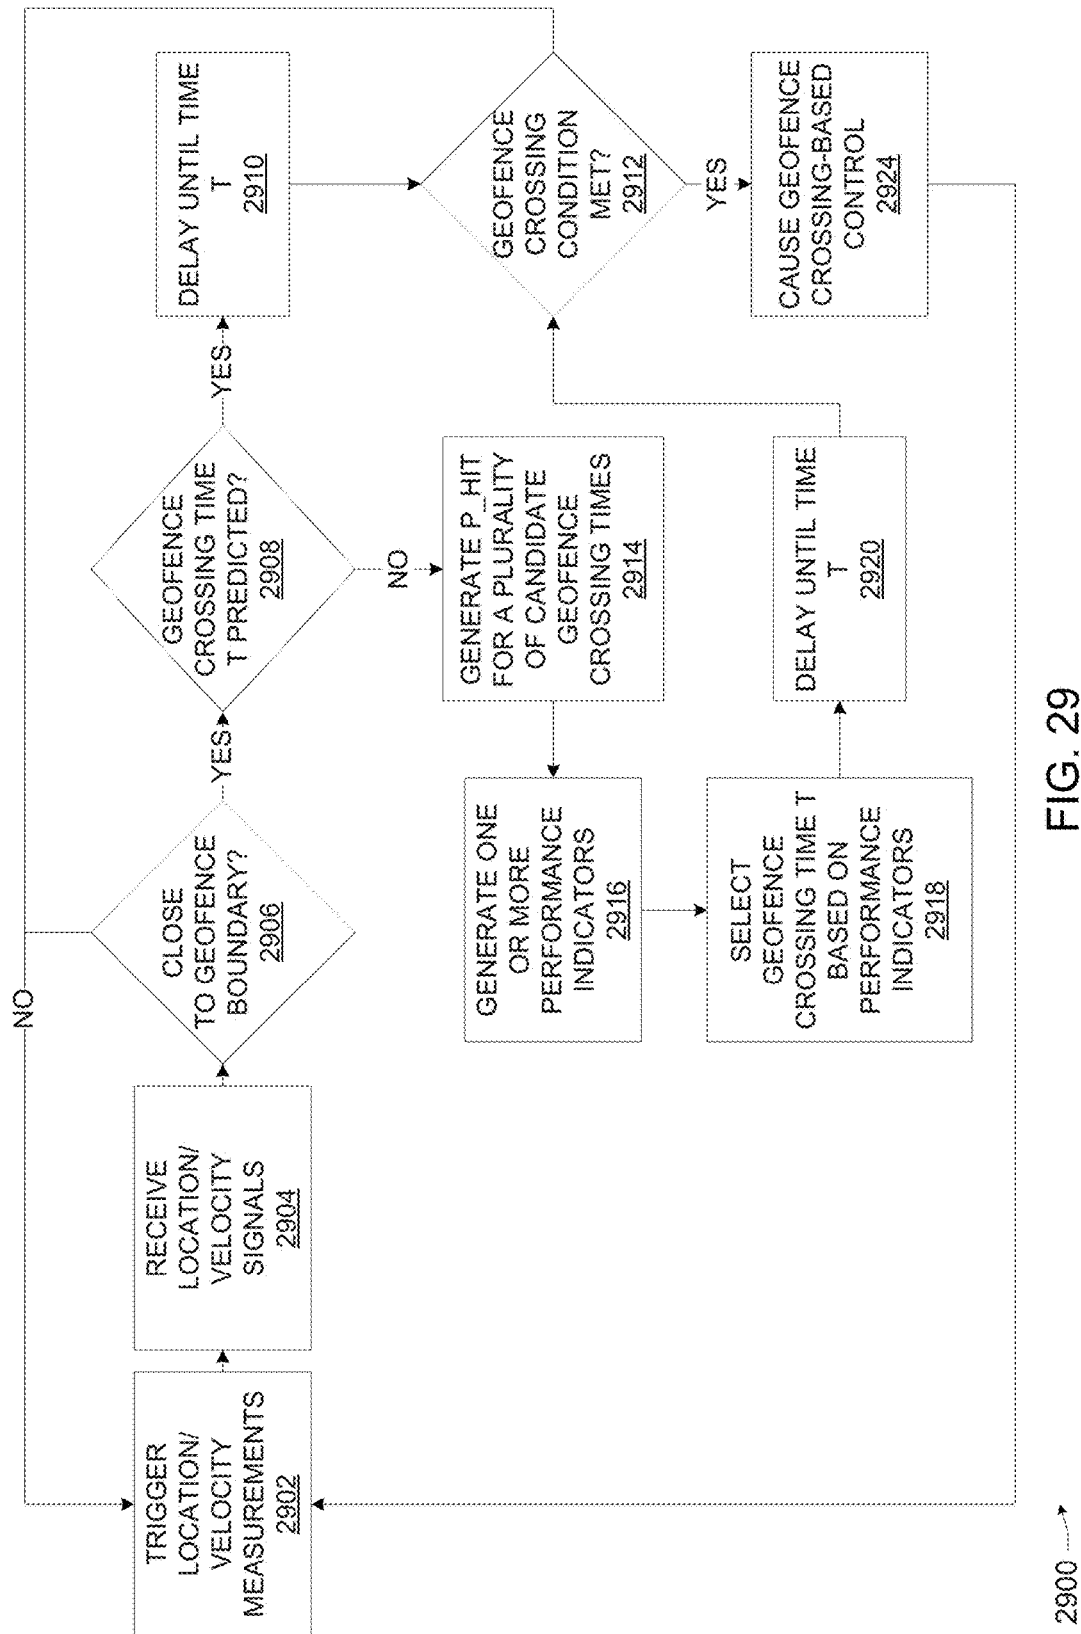 TRIGGER
LOCATION/
VELOCITY
MEASUREMENTS
2902
RECEIVE
LOCATION/
VELOCITY
SIGNALS
2904
CLOSE
TO GEOFENCE
BOUNDARY?
2906
NO
YES
GEOFENCE
CROSSING TIME
T PREDICTED?
2908
YES
DELAY UNTIL TIME
T
2910
NO
GENERATE P_HIT
FOR A PLURALITY
OF CANDIDATE
GEOFENCE
CROSSING TIMES
2914
GENERATE ONE
OR MORE
PERFORMANCE
INDICATORS
2916
SELECT
GEOFENCE
CROSSING TIME T
BASED ON
PERFORMANCE
INDICATORS
2918
DELAY UNTIL TIME
T
2920
GEOFENCE
CROSSING
CONDITION
MET?
2912
YES
CAUSE GEOFENCE
CROSSING-BASED
CONTROL
2924
2900
FIG. 29